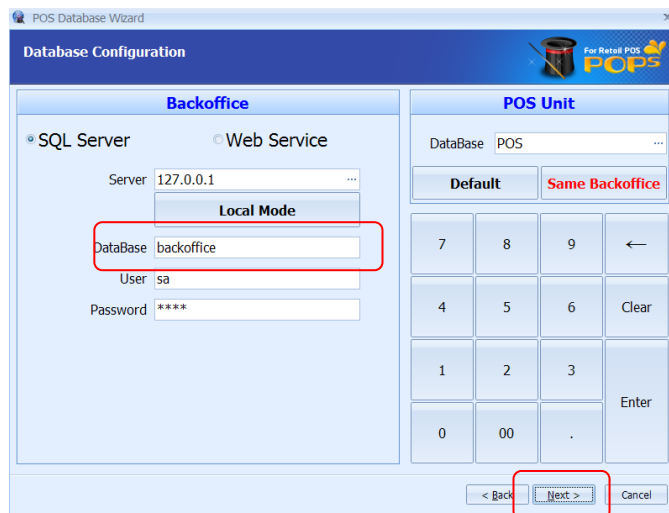 POS Database Wizard
Database Configuration
For Retail POS
POPS
Backoffice
SQL Server
Web Service
Server 127.0.0.1 ...
Local Mode
DataBase backoffice
User sa
Password ****
POS Unit
DataBase POS ...
Default
Same Backoffice
7 8 9 ←
4 5 6 Clear
1 2 3
Enter
0 00 .
< Back
Next >
Cancel